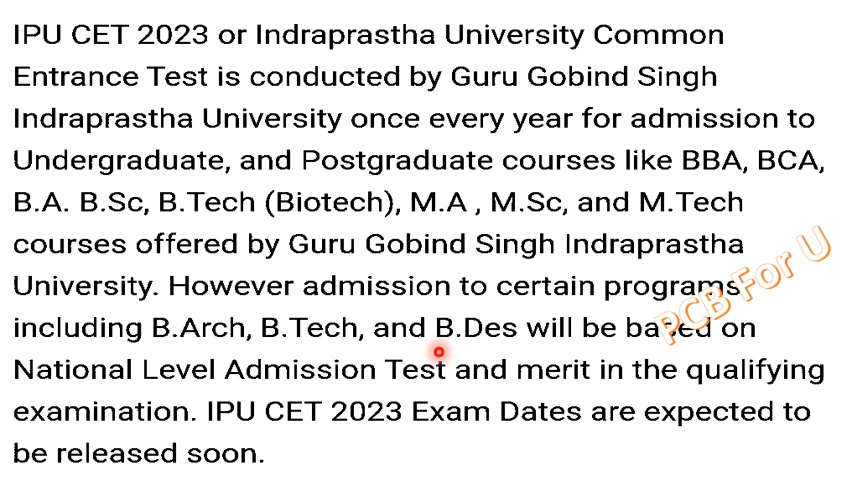 IPU CET 2023 or Indraprastha University Common
Entrance Test is conducted by Guru Gobind Singh
Indraprastha University once every year for admission to
Undergraduate, and Postgraduate courses like BBA, BCA,
B.A. B.Sc, B.Tech (Biotech), M.A , M.Sc, and M.Tech
courses offered by Guru Gobind Singh Indraprastha
University. However admission to certain programs
including B.Arch, B.Tech, and B.Des will be based on
National Level Admission Test and merit in the qualifying
examination. IPU CET 2023 Exam Dates are expected to
be released soon.
PCB For U